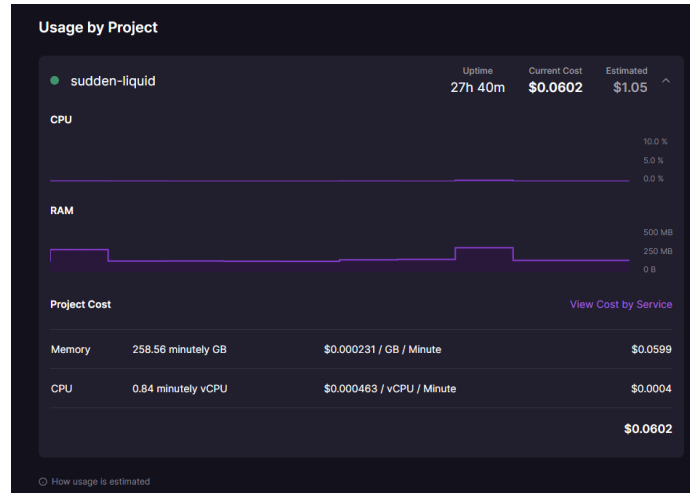 Usage by Project
sudden-liquid
Uptime
27h 40m
Current Cost
$0.0602
Estimated
$1.05
CPU
10.0 %
5.0 %
0.0 %
RAM
500 MB
250 MB
0 B
Project Cost
View Cost by Service
Memory 258.56 minutely GB $0.000231 / GB / Minute $0.0599
CPU 0.84 minutely vCPU $0.000463 / vCPU / Minute $0.0004
$0.0602
How usage is estimated